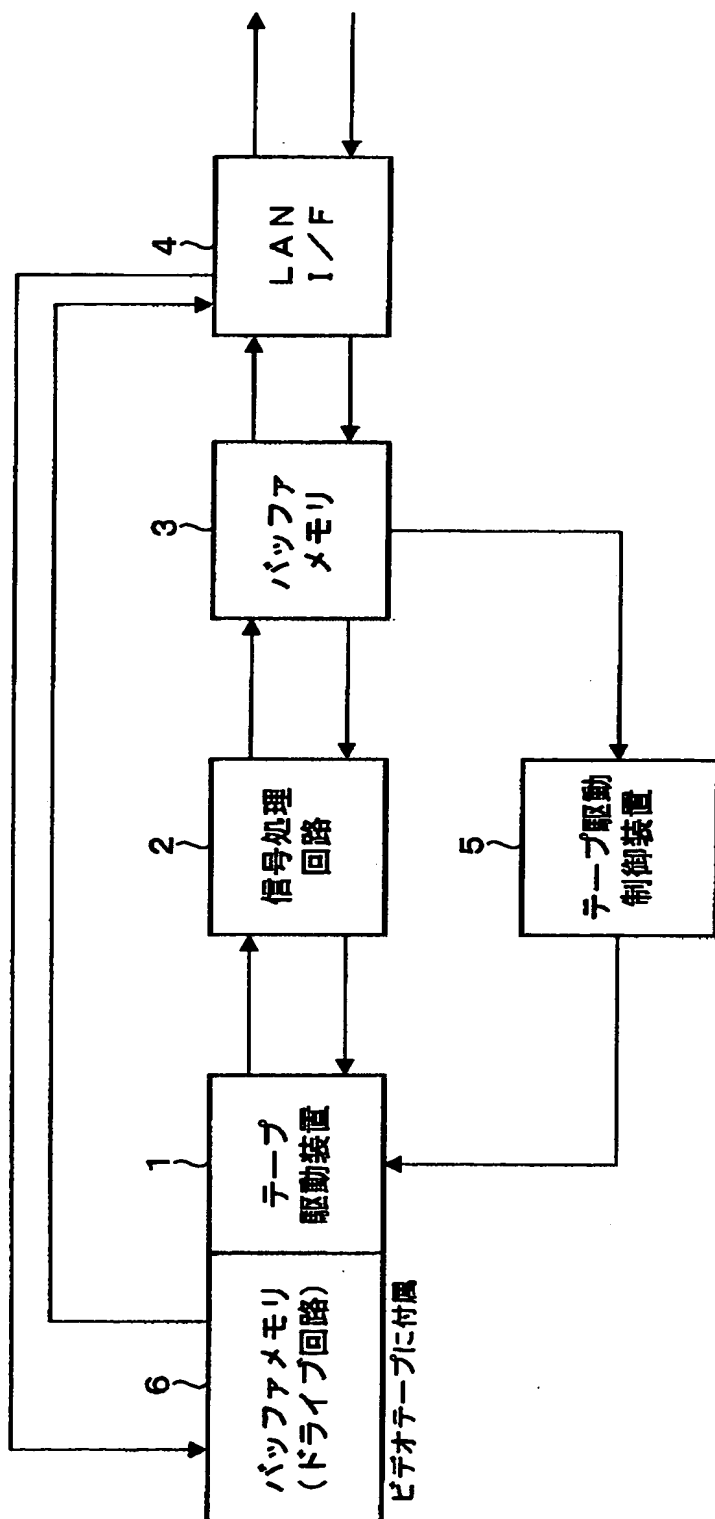 6
バッファメモリ
(ドライブ回路)
ビデオテープに付属
1
テープ
駆動装置
2
信号処理
回路
3
バッファ
メモリ
4
LAN
I/F
5
テープ駆動
制御装置